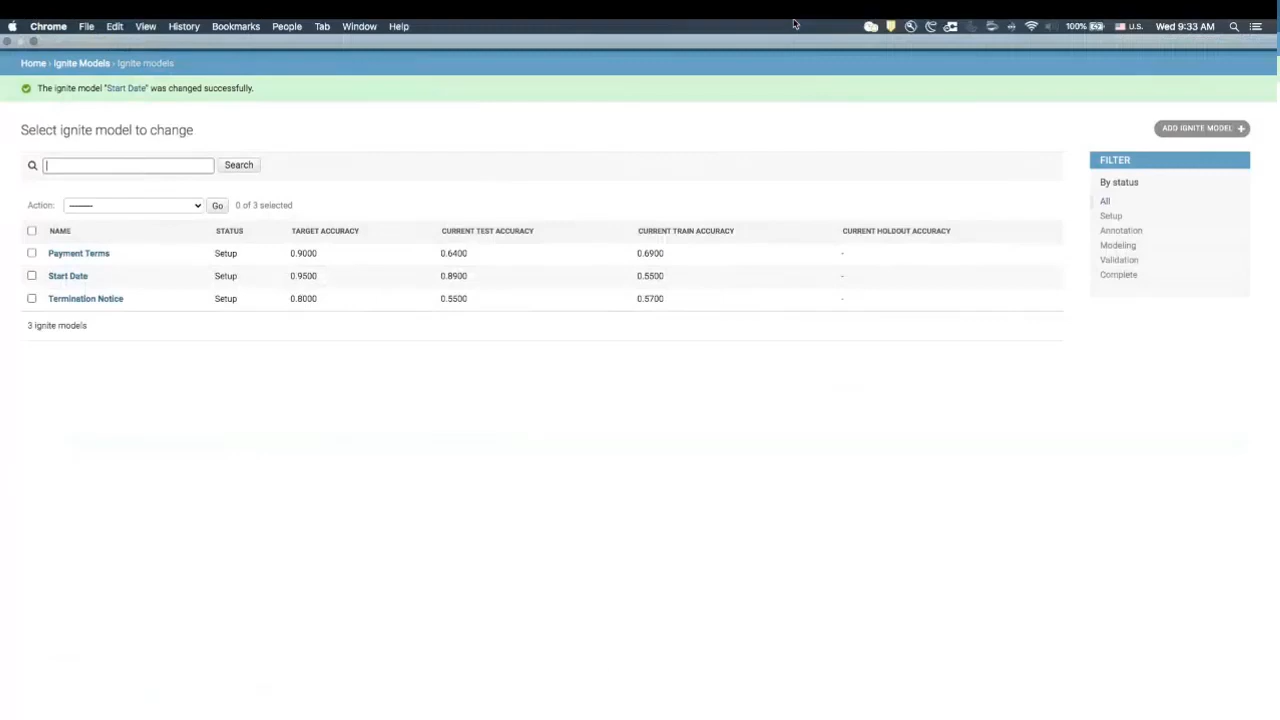 Chrome File Edit View History Bookmarks People Tab Window Help 100% U.S. Wed 9:33 AM
Home › Ignite Models › Ignite models
The ignite model "Start Date" was changed successfully.
Select ignite model to change
ADD IGNITE MODEL +
Search
Action: --------- Go 0 of 3 selected
NAME STATUS TARGET ACCURACY CURRENT TEST ACCURACY CURRENT TRAIN ACCURACY CURRENT HOLDOUT ACCURACY
Payment Terms Setup 0.9000 0.6400 0.6900 -
Start Date Setup 0.9500 0.8900 0.5500 -
Termination Notice Setup 0.8000 0.5500 0.5700 -
3 ignite models
FILTER
By status
All
Setup
Annotation
Modeling
Validation
Complete